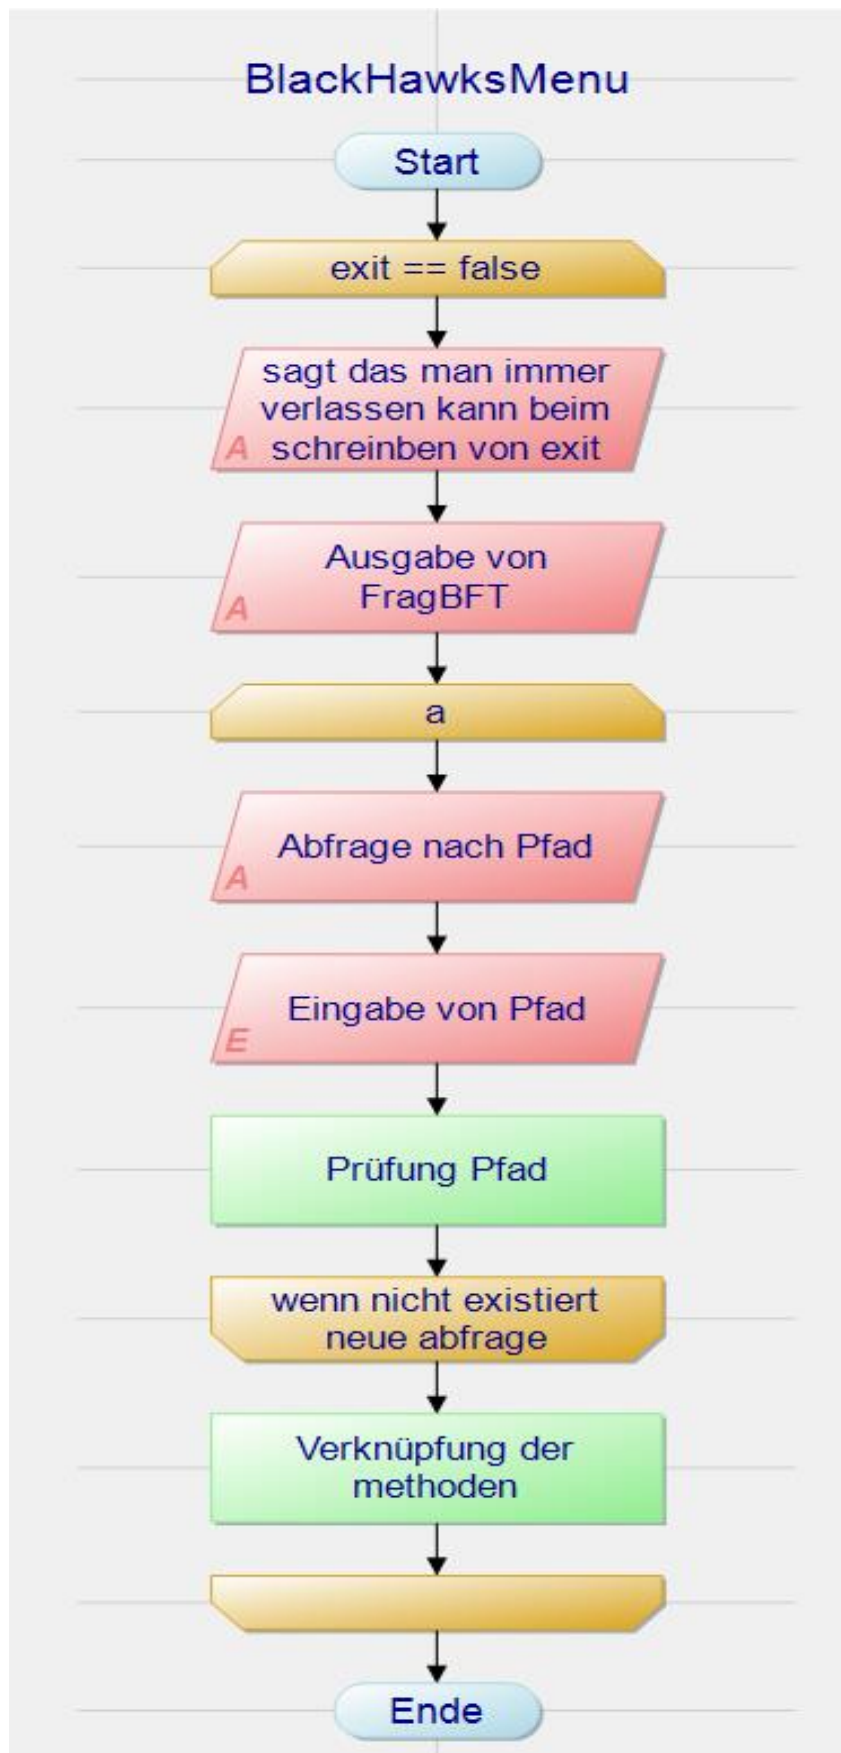 BlackHawksMenu
Start
exit == false
sagt das man immer
verlassen kann beim
schreinben von exit
A
Ausgabe von
FragBFT
A
a
Abfrage nach Pfad
A
Eingabe von Pfad
E
Prüfung Pfad
wenn nicht existiert
neue abfrage
Verknüpfung der
methoden
Ende